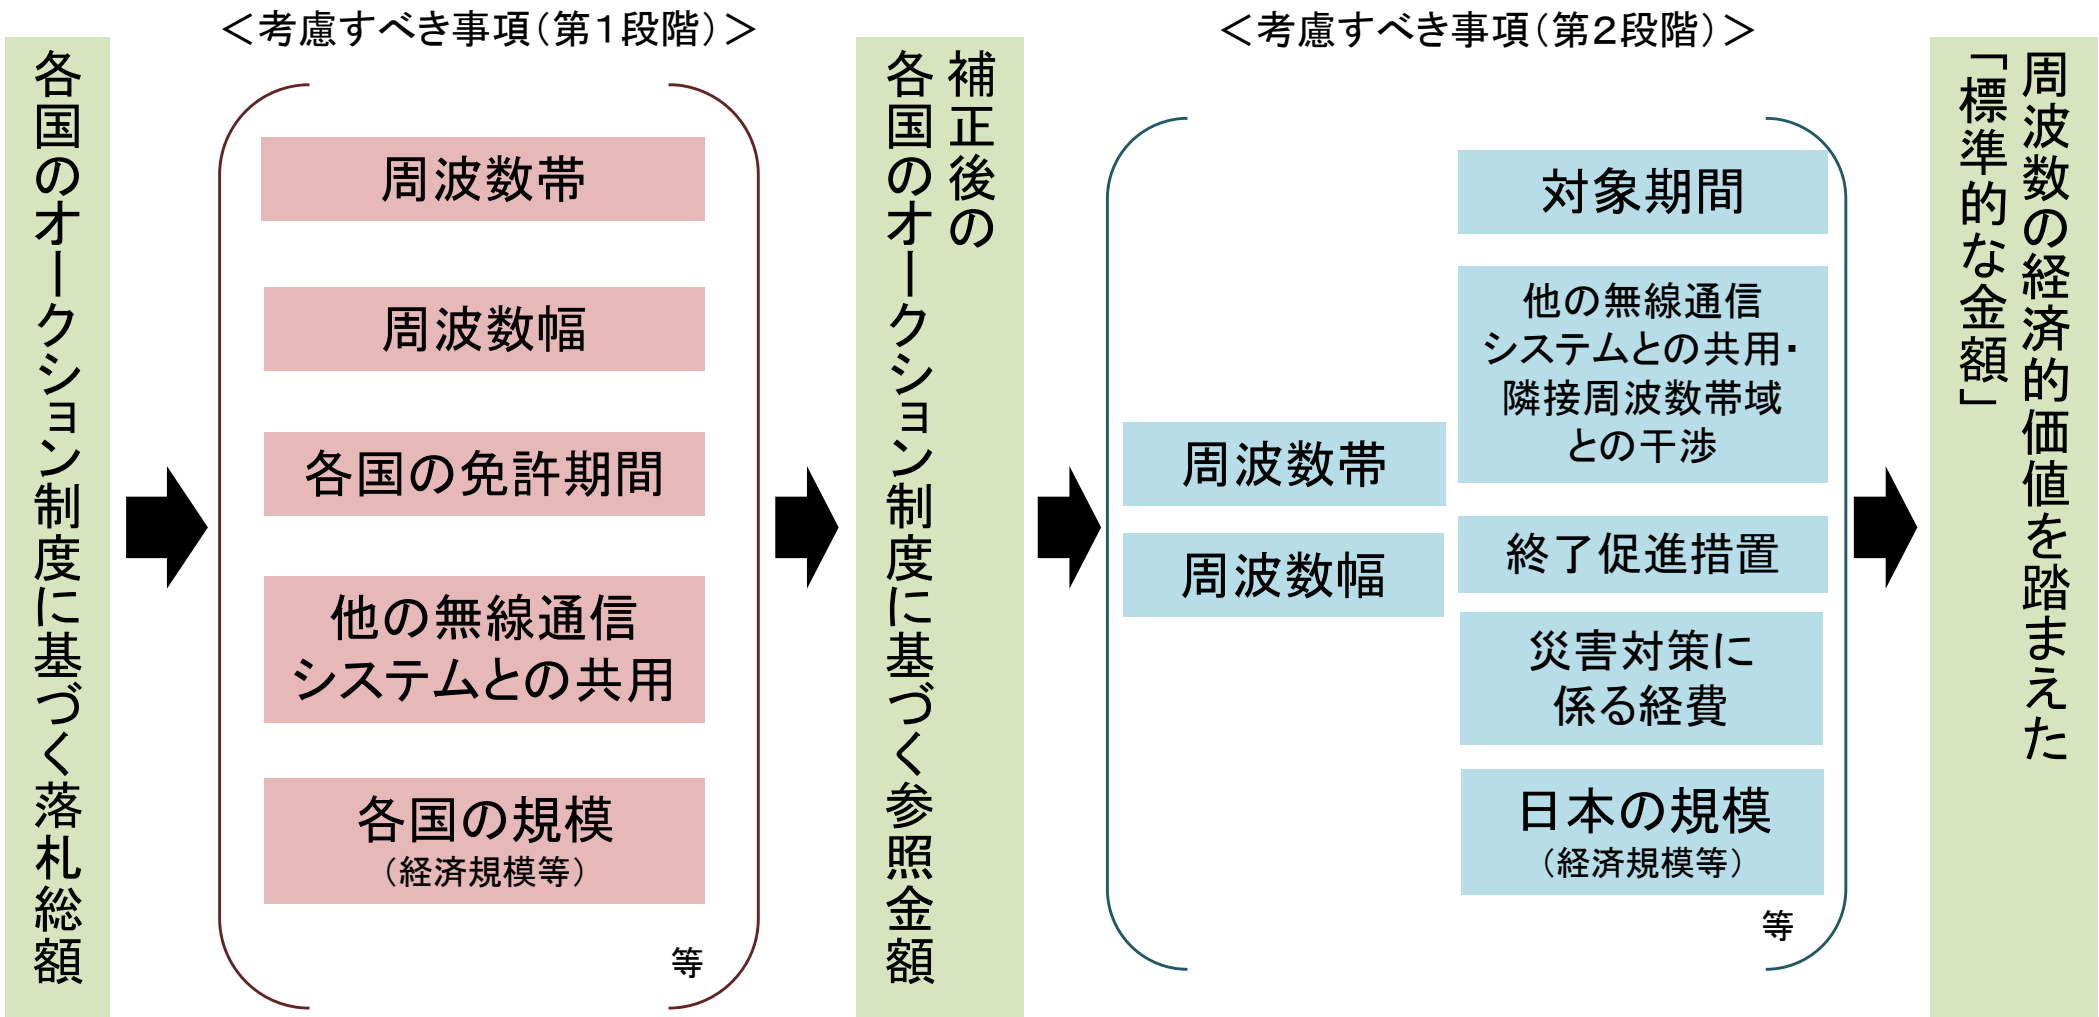 各国のオークション制度に基づく落札総額
＜考慮すべき事項（第１段階）＞
周波数帯
周波数幅
各国の免許期間
他の無線通信
システムとの共用
各国の規模
（経済規模等）
等
補正後の
各国のオークション制度に基づく参照金額
＜考慮すべき事項（第２段階）＞
周波数帯
周波数幅
対象期間
他の無線通信
システムとの共用・
隣接周波数帯域
との干渉
終了促進措置
災害対策に
係る経費
日本の規模
（経済規模等）
等
周波数の経済的価値を踏まえた
「標準的な金額」